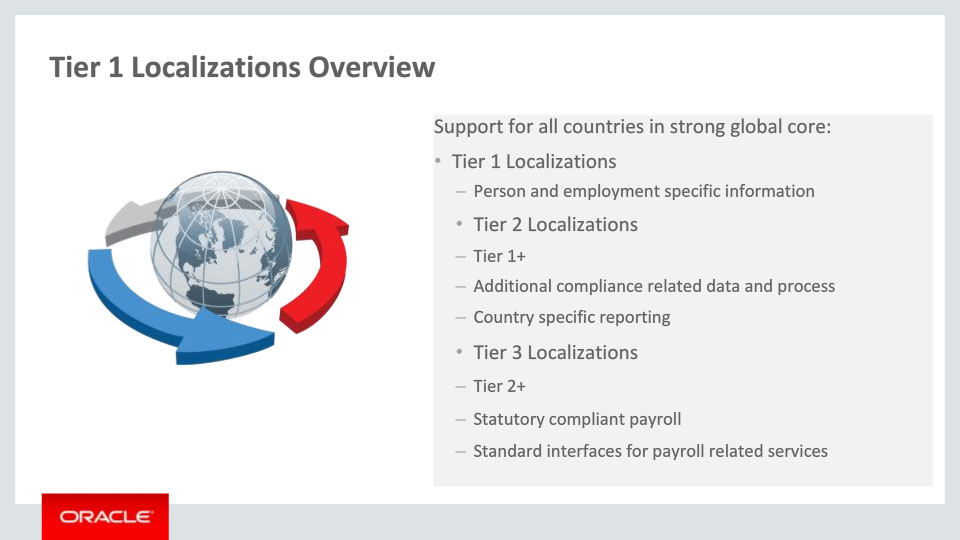 Tier 1 Localizations Overview
Support for all countries in strong global core:
• Tier 1 Localizations
– Person and employment specific information
• Tier 2 Localizations
– Tier 1+
– Additional compliance related data and process
– Country specific reporting
• Tier 3 Localizations
– Tier 2+
– Statutory compliant payroll
– Standard interfaces for payroll related services
ORACLE